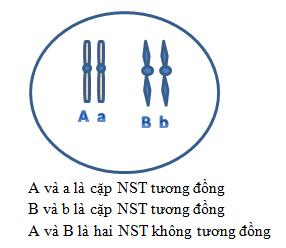 A a B b
A và a là cặp NST tương đồng
B và b là cặp NST tương đồng
A và B là hai NST không tương đồng